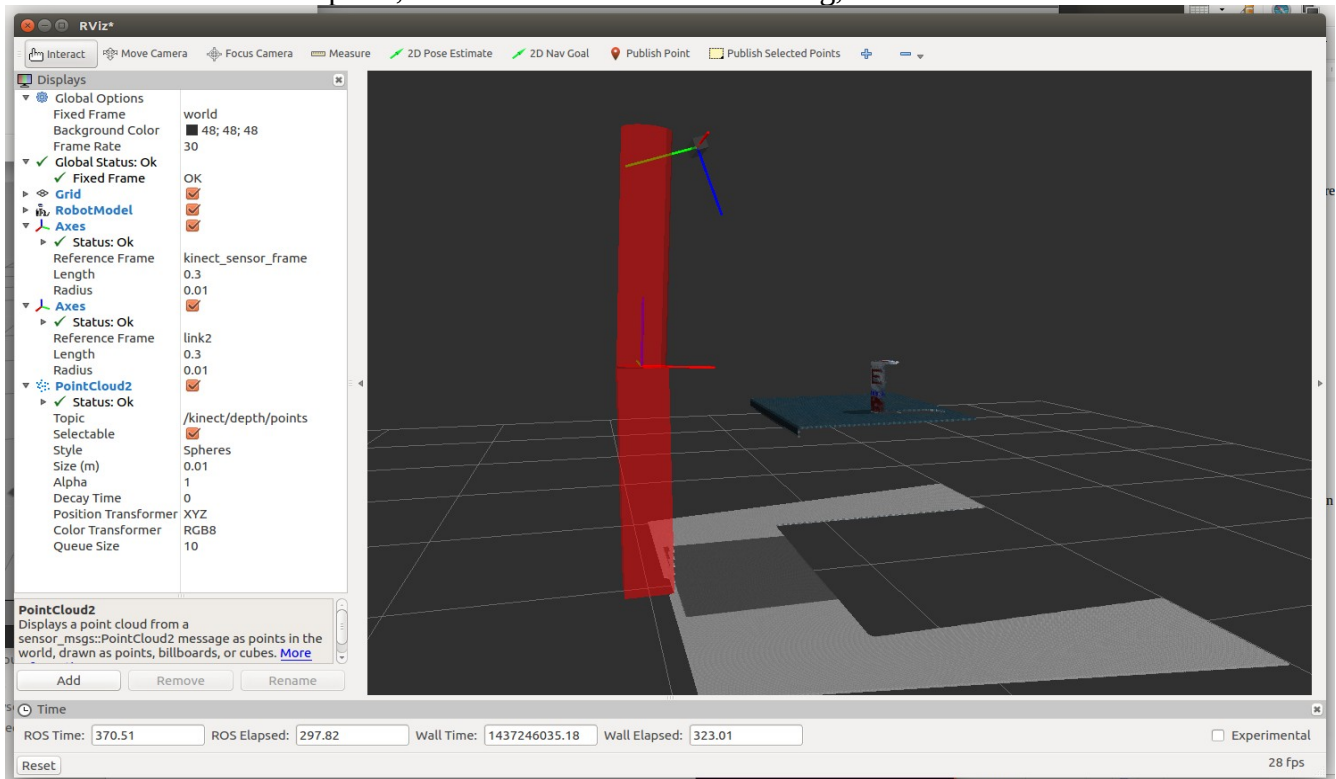 RViz*
Interact Move Camera Focus Camera Measure 2D Pose Estimate 2D Nav Goal Publish Point Publish Selected Points
Displays
Global Options
Fixed Frame world
Background Color 48; 48; 48
Frame Rate 30
Global Status: Ok
Fixed Frame OK
Grid
RobotModel
Axes
Status: Ok
Reference Frame kinect_sensor_frame
Length 0.3
Radius 0.01
Axes
Status: Ok
Reference Frame link2
Length 0.3
Radius 0.01
PointCloud2
Status: Ok
Topic /kinect/depth/points
Selectable
Style Spheres
Size (m) 0.01
Alpha 1
Decay Time 0
Position Transformer XYZ
Color Transformer RGB8
Queue Size 10
PointCloud2
Displays a point cloud from a
sensor_msgs::PointCloud2 message as points in the
world, drawn as points, billboards, or cubes. More
Add Remove Rename
Time
ROS Time: 370.51 ROS Elapsed: 297.82 Wall Time: 1437246035.18 Wall Elapsed: 323.01 Experimental
Reset 28 fps